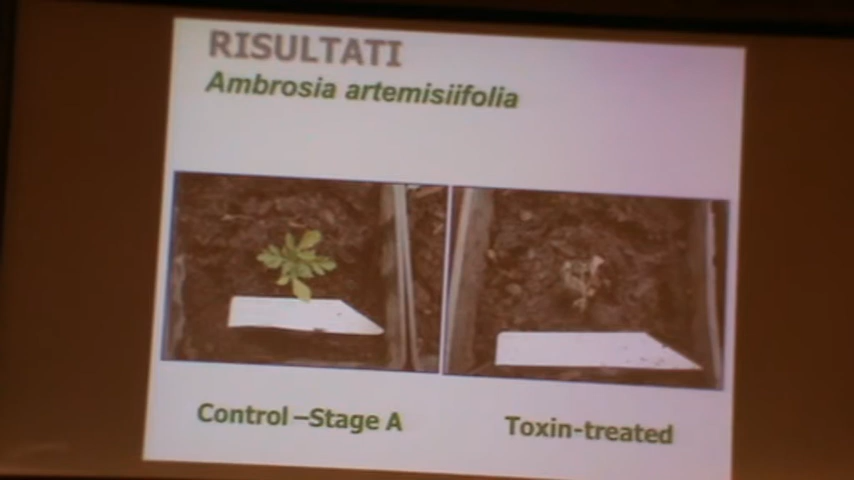 RISULTATI
Ambrosia artemisiifolia
Control –Stage A
Toxin-treated